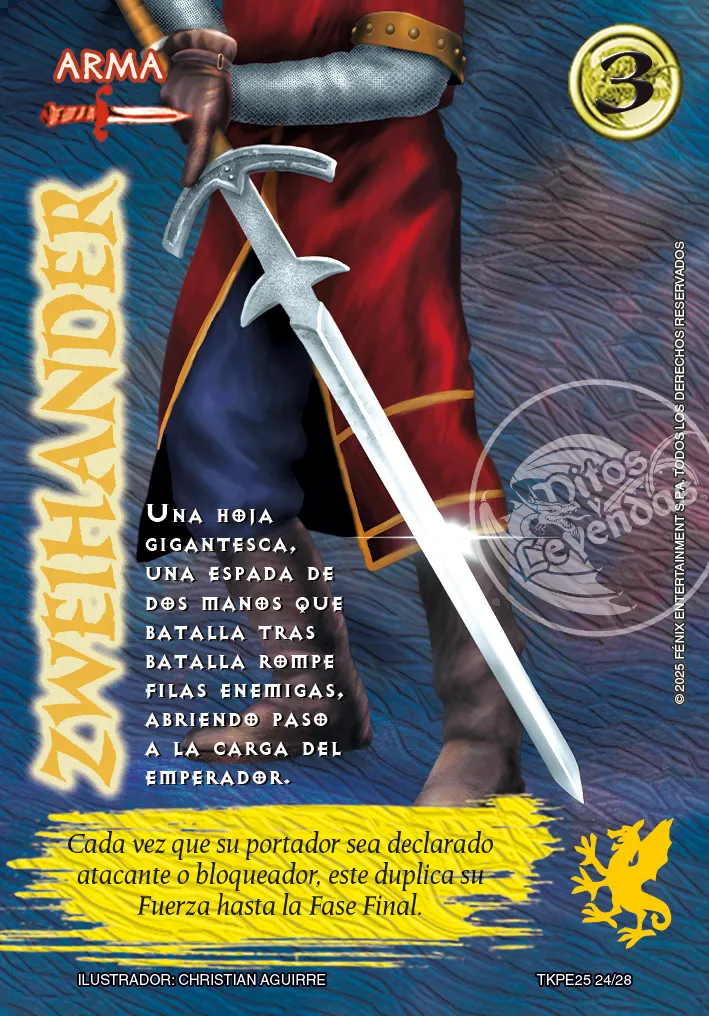 ARMA
3
ZWEIHANDER
Una hoja
gigantesca,
una espada de
dos manos que
batalla tras
batalla rompe
filas enemigas,
abriendo paso
a la carga del
emperador.
Mitos
y
Leyendas
© 2025 FÉNIX ENTERTAINMENT S.PA. TODOS LOS DERECHOS RESERVADOS
Cada vez que su portador sea declarado
atacante o bloqueador, este duplica su
Fuerza hasta la Fase Final.
ILUSTRADOR: CHRISTIAN AGUIRRE
TKPE25 24/28